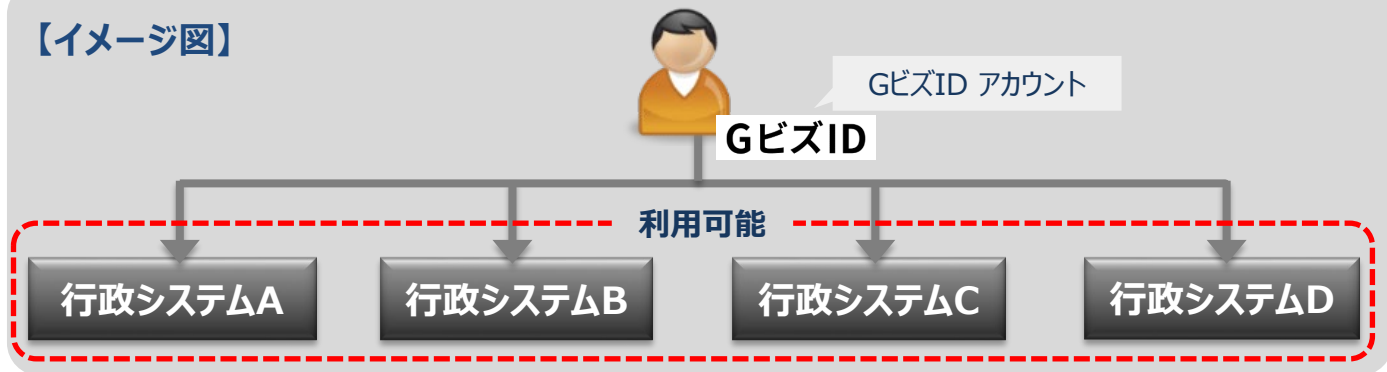 【イメージ図】
GビズID アカウント
GビズID
利用可能
行政システムA
行政システムB
行政システムC
行政システムD